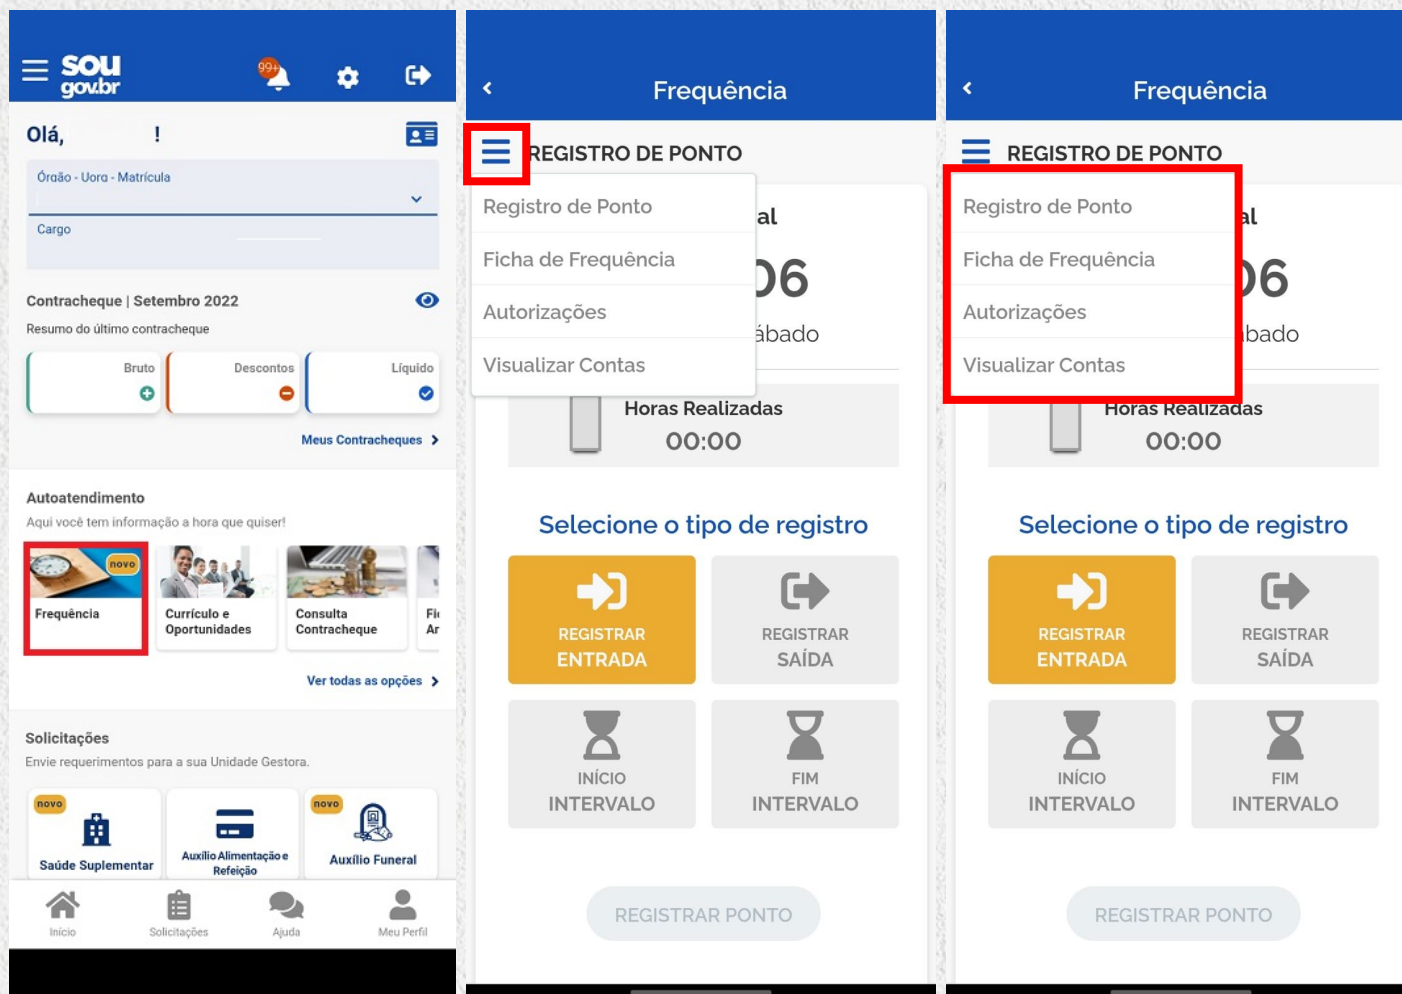 sou
gov.br
99+
Olá, !
Órgão - Uorg - Matrícula
Cargo
Contracheque | Setembro 2022
Resumo do último contracheque
Bruto
Descontos
Líquido
Meus Contracheques
Autoatendimento
Aqui você tem informação a hora que quiser!
novo
Frequência
Currículo e
Oportunidades
Consulta
Contracheque
Ver todas as opções
Solicitações
Envie requerimentos para a sua Unidade Gestora.
novo
Saúde Suplementar
Auxílio Alimentação e
Refeição
novo
Auxílio Funeral
Início
Solicitações
Ajuda
Meu Perfil
Frequência
REGISTRO DE PONTO
Registro de Ponto
Ficha de Frequência
Autorizações
Visualizar Contas
al
06
ábado
Horas Realizadas
00:00
Selecione o tipo de registro
REGISTRAR
ENTRADA
REGISTRAR
SAÍDA
INÍCIO
INTERVALO
FIM
INTERVALO
REGISTRAR PONTO
Frequência
REGISTRO DE PONTO
Registro de Ponto
Ficha de Frequência
Autorizações
Visualizar Contas
al
06
bado
Horas Realizadas
00:00
Selecione o tipo de registro
REGISTRAR
ENTRADA
REGISTRAR
SAÍDA
INÍCIO
INTERVALO
FIM
INTERVALO
REGISTRAR PONTO